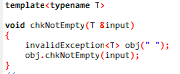 template<typename T>
void chkNotEmpty(T &input)
{
invalidException<T> obj(" ");
obj.chkNotEmpty(input);
}